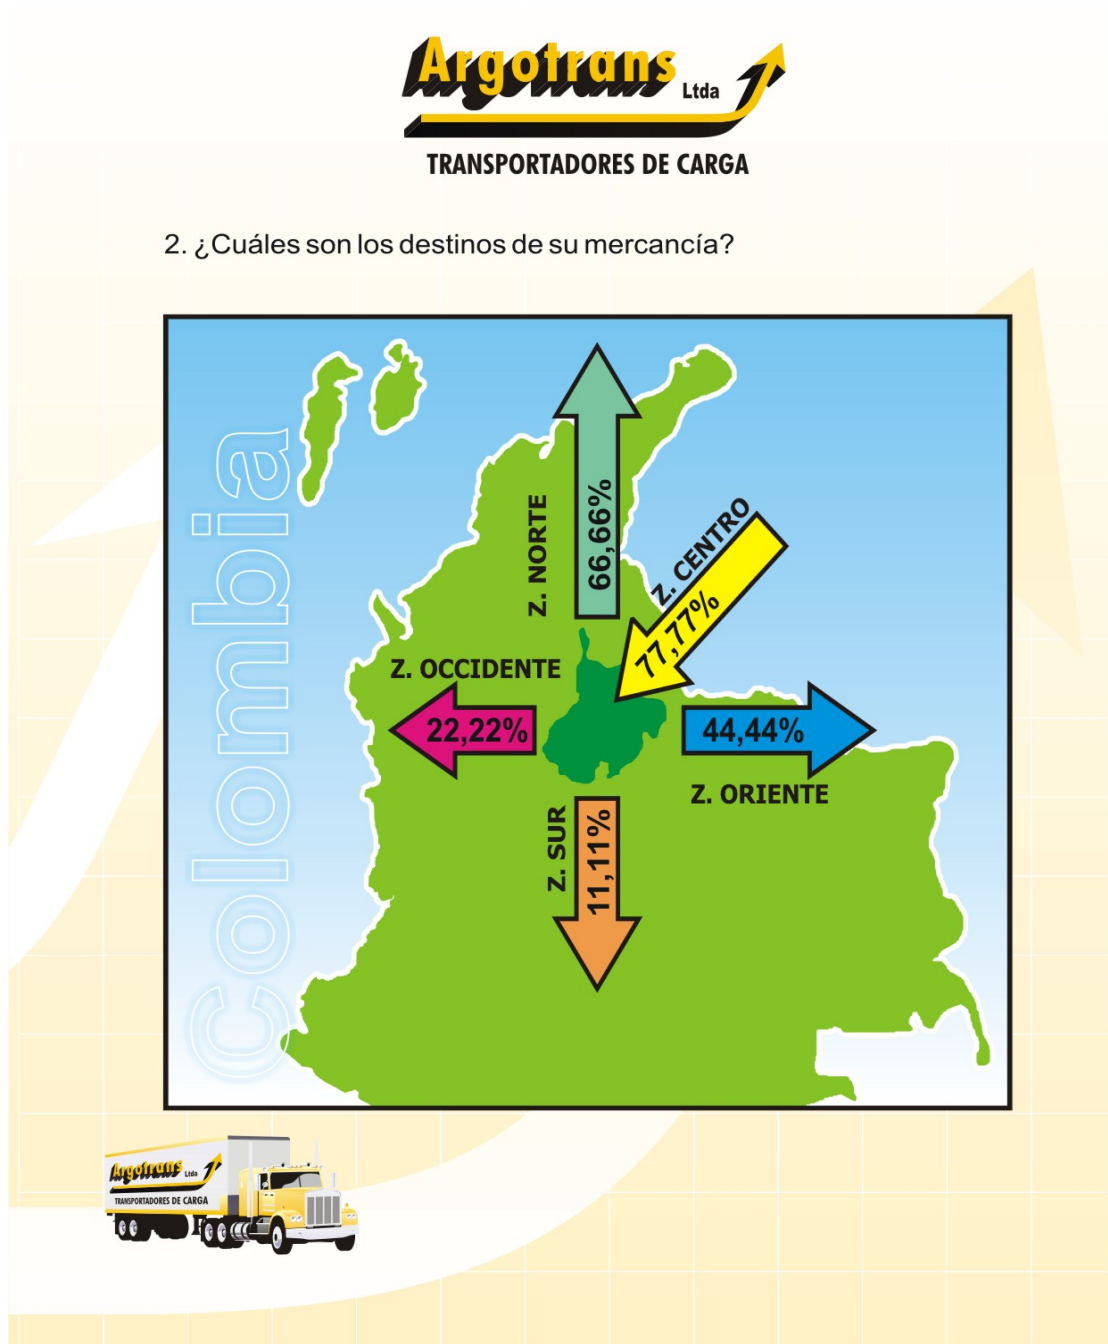 Argotrans
Ltda
TRANSPORTADORES DE CARGA
2. ¿Cuáles son los destinos de su mercancía?
Colombia
Z. NORTE
66,66%
Z. CENTRO
77,77%
Z. OCCIDENTE
22,22%
44,44%
Z. ORIENTE
Z. SUR
11,11%
Argotrans
Ltda
TRANSPORTADORES DE CARGA